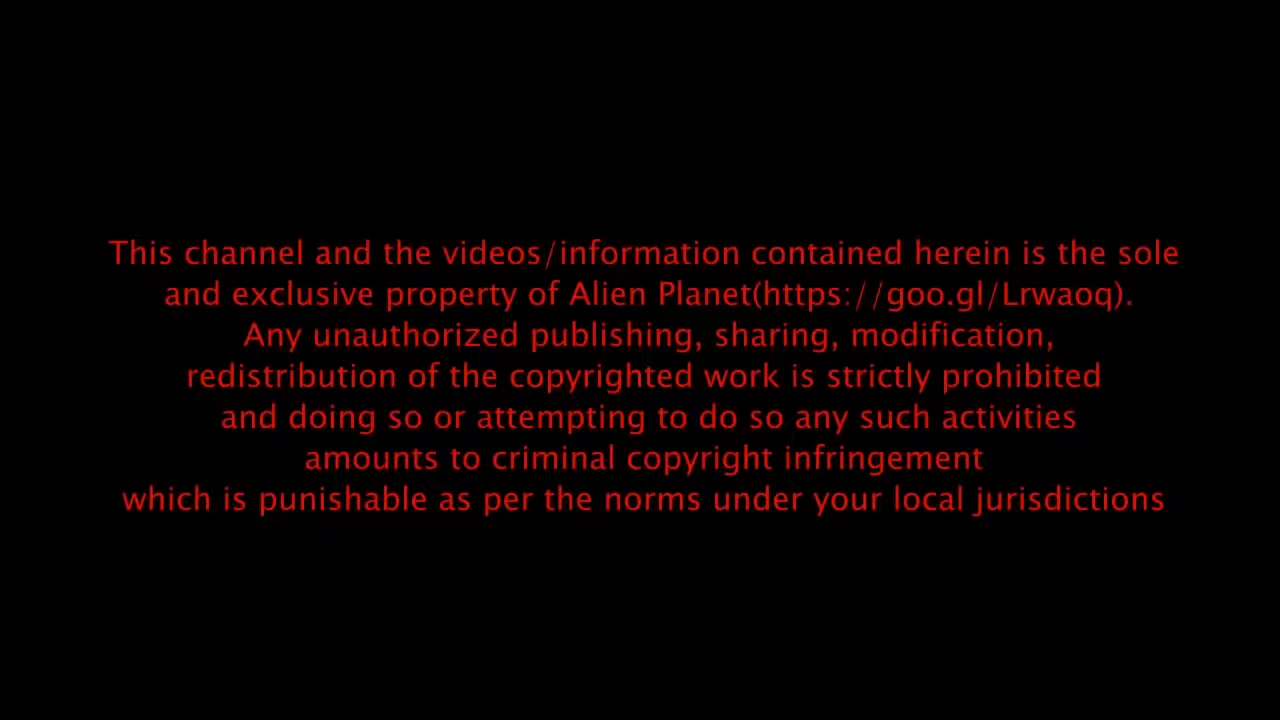 This channel and the videos/information contained herein is the sole
and exclusive property of Alien Planet(https://goo.gl/Lrwaoq).
Any unauthorized publishing, sharing, modification,
redistribution of the copyrighted work is strictly prohibited
and doing so or attempting to do so any such activities
amounts to criminal copyright infringement
which is punishable as per the norms under your local jurisdictions